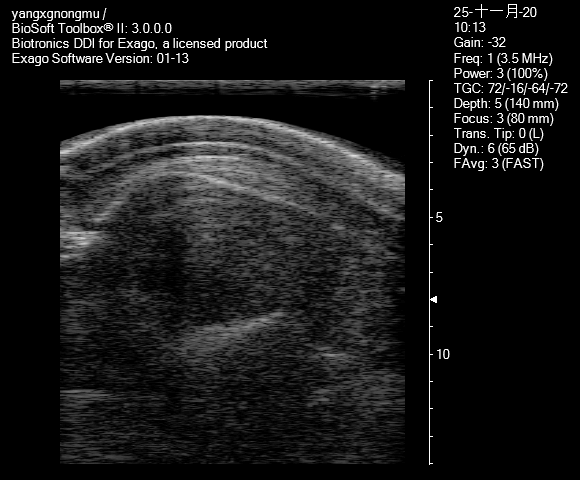 yangxgnongmu /
BioSoft Toolbox® II: 3.0.0.0
Biotronics DDI for Exago, a licensed product
Exago Software Version: 01-13
25-十一月-20
10:13
Gain: -32
Freq: 1 (3.5 MHz)
Power: 3 (100%)
TGC: 72/-16/-64/-72
Depth: 5 (140 mm)
Focus: 3 (80 mm)
Trans. Tip: 0 (L)
Dyn.: 6 (65 dB)
FAvg: 3 (FAST)
5
10